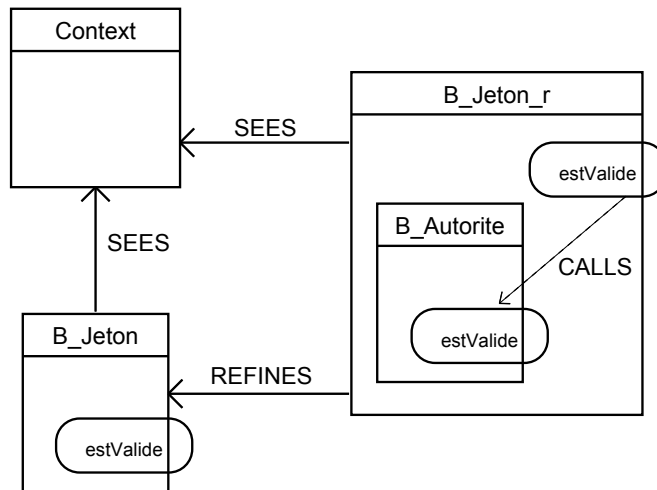 Context
B_Jeton_r
SEES
estValide
B_Autorite
SEES
CALLS
B_Jeton
estValide
REFINES
estValide